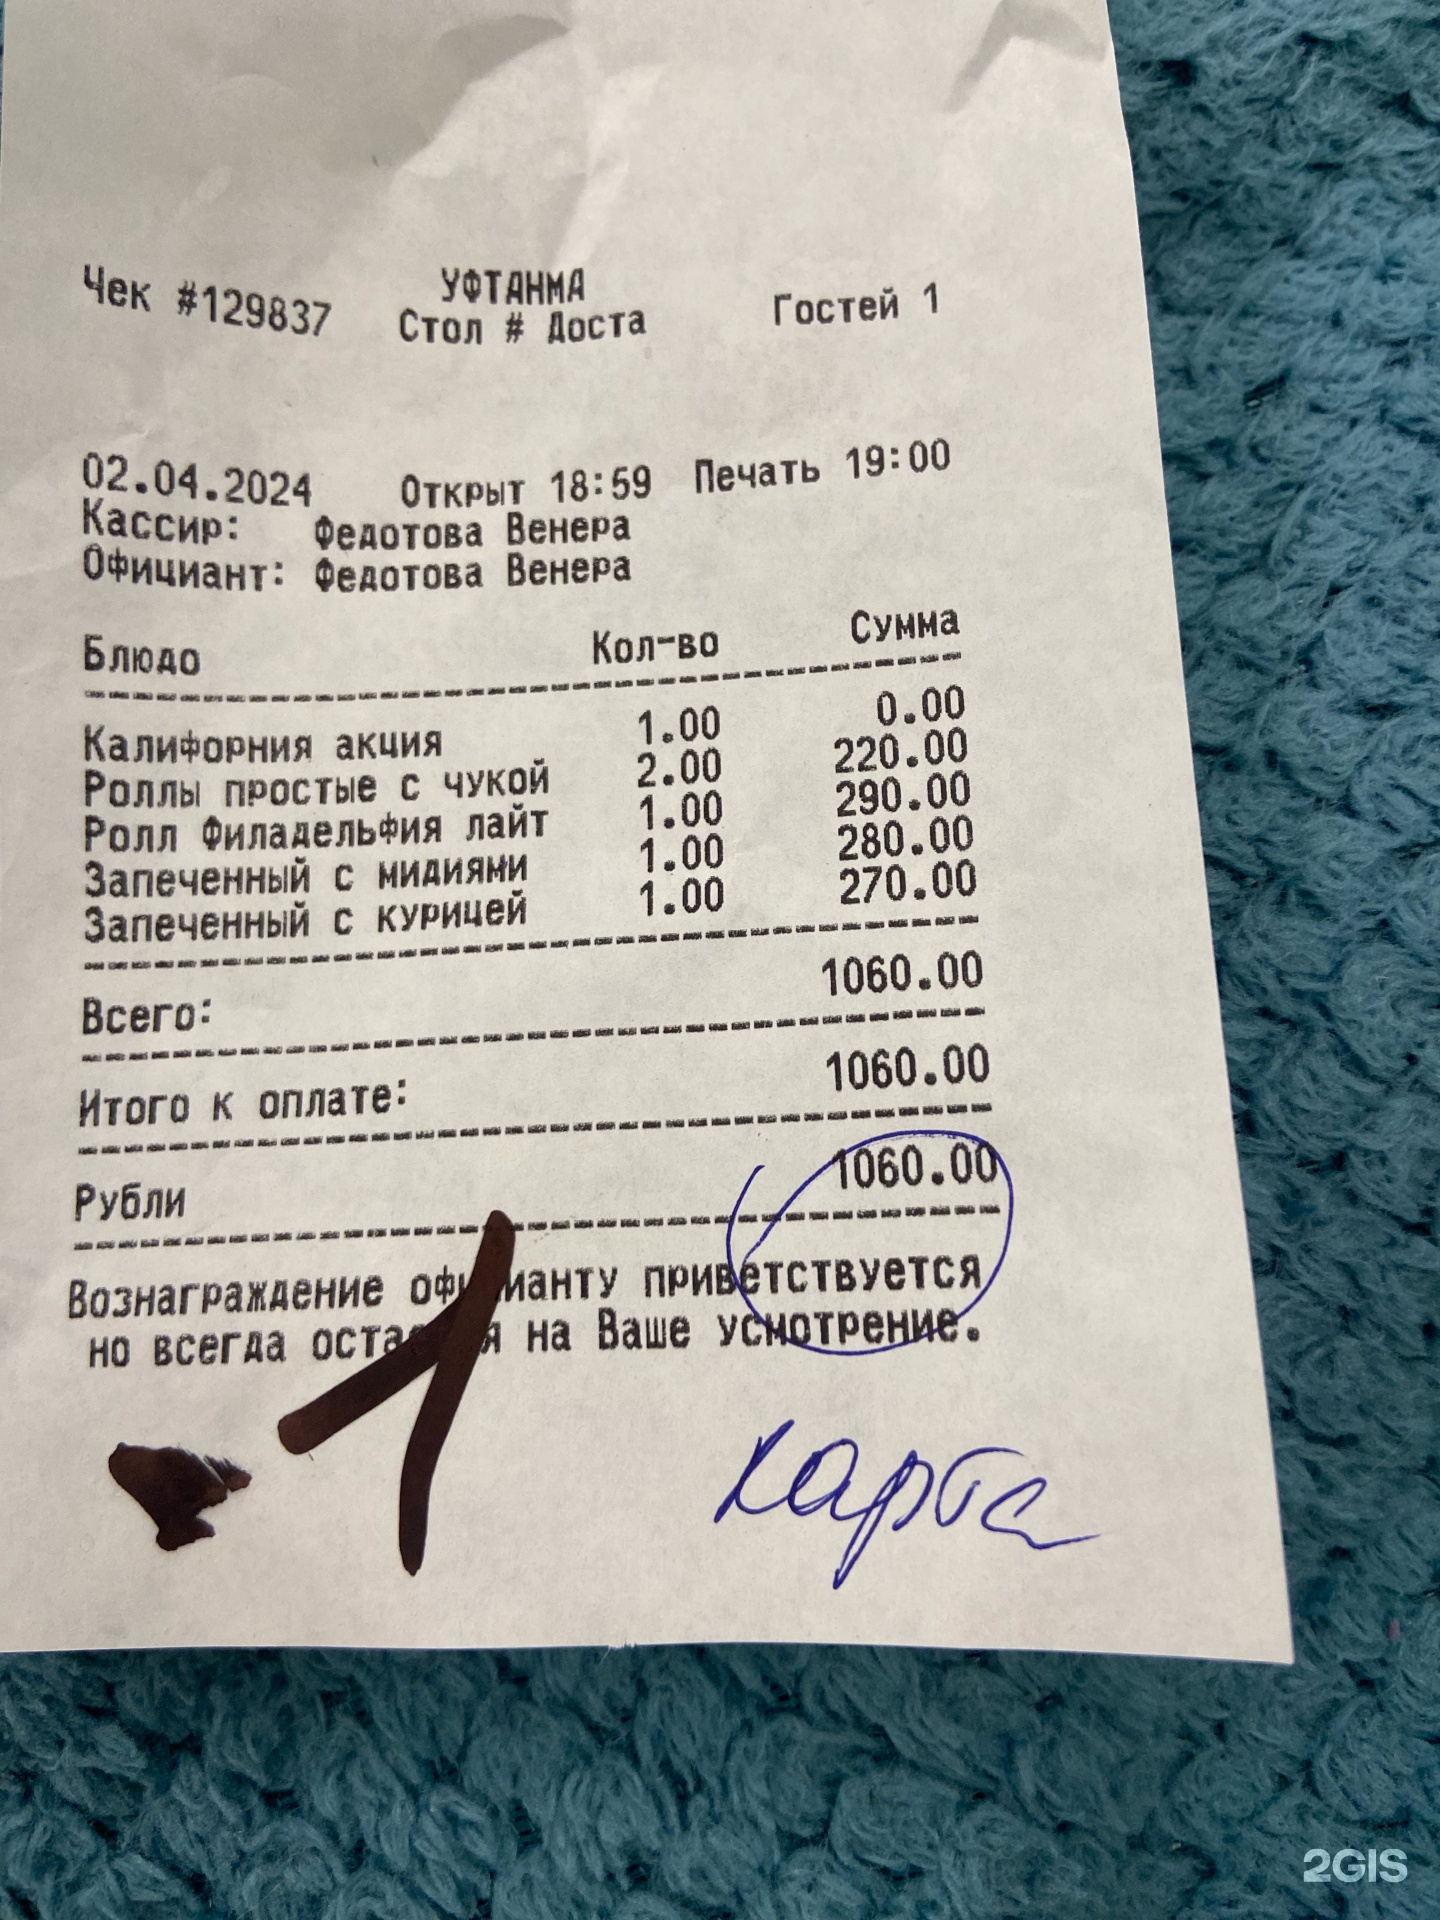 УФТАНМА
Чек #129837 Стол # Доста Гостей 1
02.04.2024 Открыт 18:59 Печать 19:00
Кассир: Федотова Венера
Официант: Федотова Венера
Блюдо Кол-во Сумма
Калифорния акция 1.00 0.00
Роллы простые с чукой 2.00 220.00
Ролл Филадельфия лайт 1.00 290.00
Запеченный с мидиями 1.00 280.00
Запеченный с курицей 1.00 270.00
Всего: 1060.00
Итого к оплате: 1060.00
Рубли 1060.00
Вознаграждение официанту приветствуется
но всегда остается на Ваше усмотрение.
1
карта
2GIS